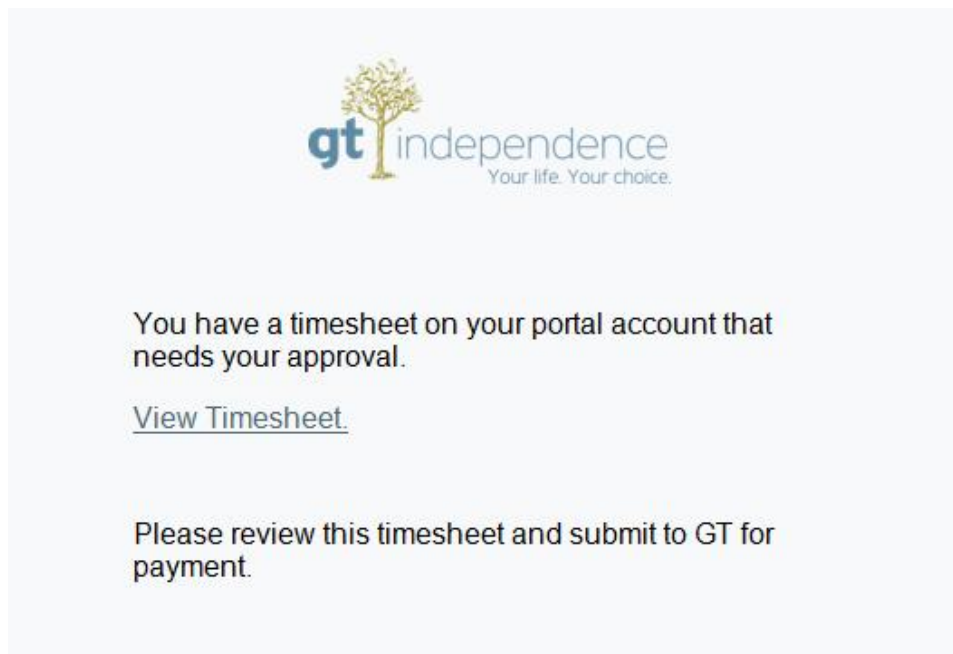 gt independence
Your life. Your choice.
You have a timesheet on your portal account that
needs your approval.
View Timesheet.
Please review this timesheet and submit to GT for
payment.